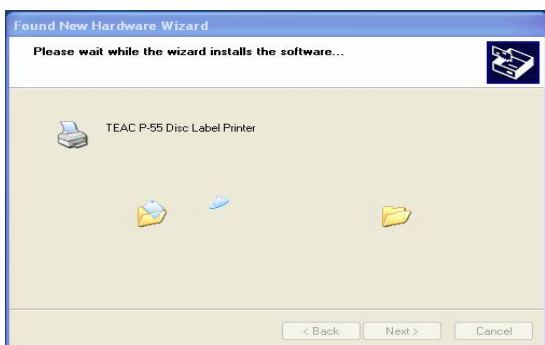 Found New Hardware Wizard
Please wait while the wizard installs the software...
TEAC P-55 Disc Label Printer
< Back Next > Cancel